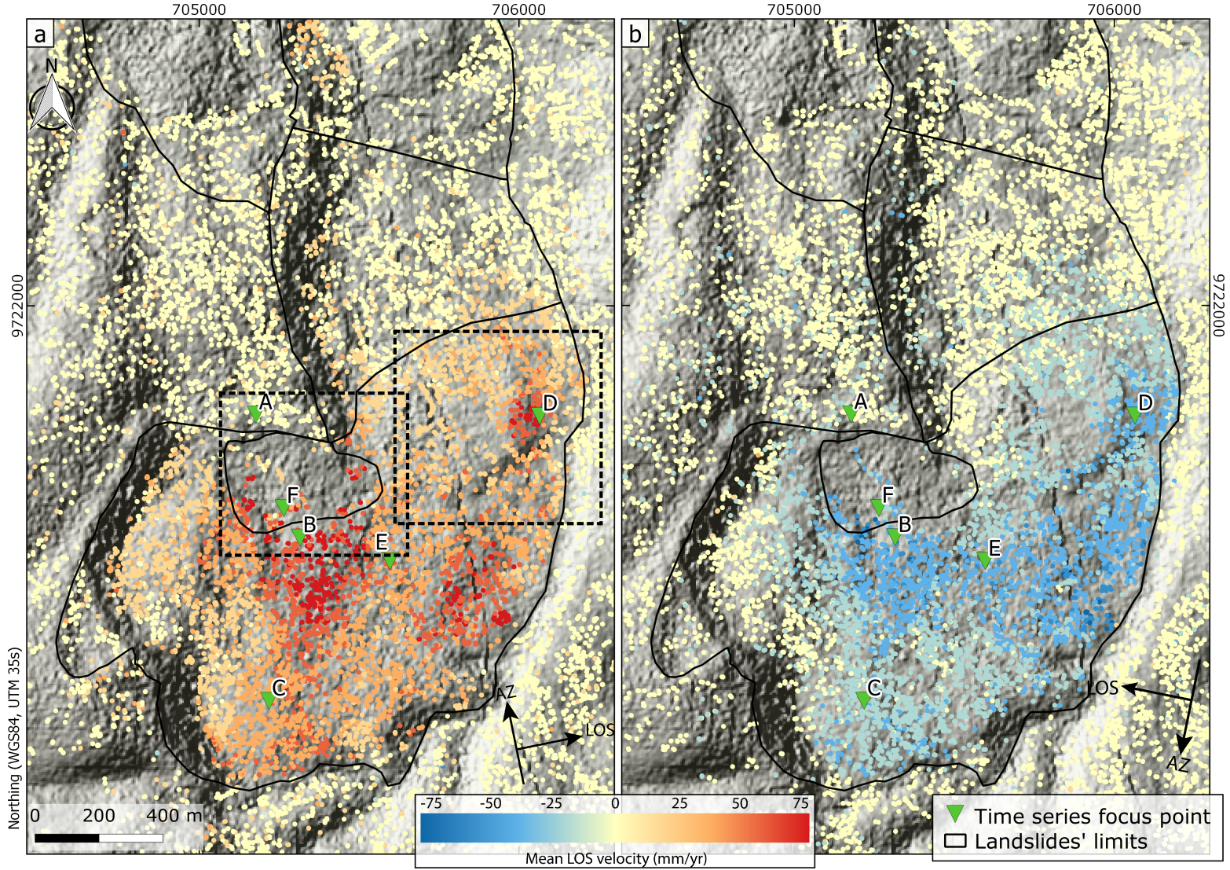 705000 706000 705000 706000
a b
N
9722000 9722000
A D A D
F F
B B
E E
C C
AZ LOS LOS AZ
Northing (WGS84, UTM 35s)
0 200 400 m
-75 -50 -25 0 25 50 75
Mean LOS velocity (mm/yr)
Time series focus point
Landslides' limits